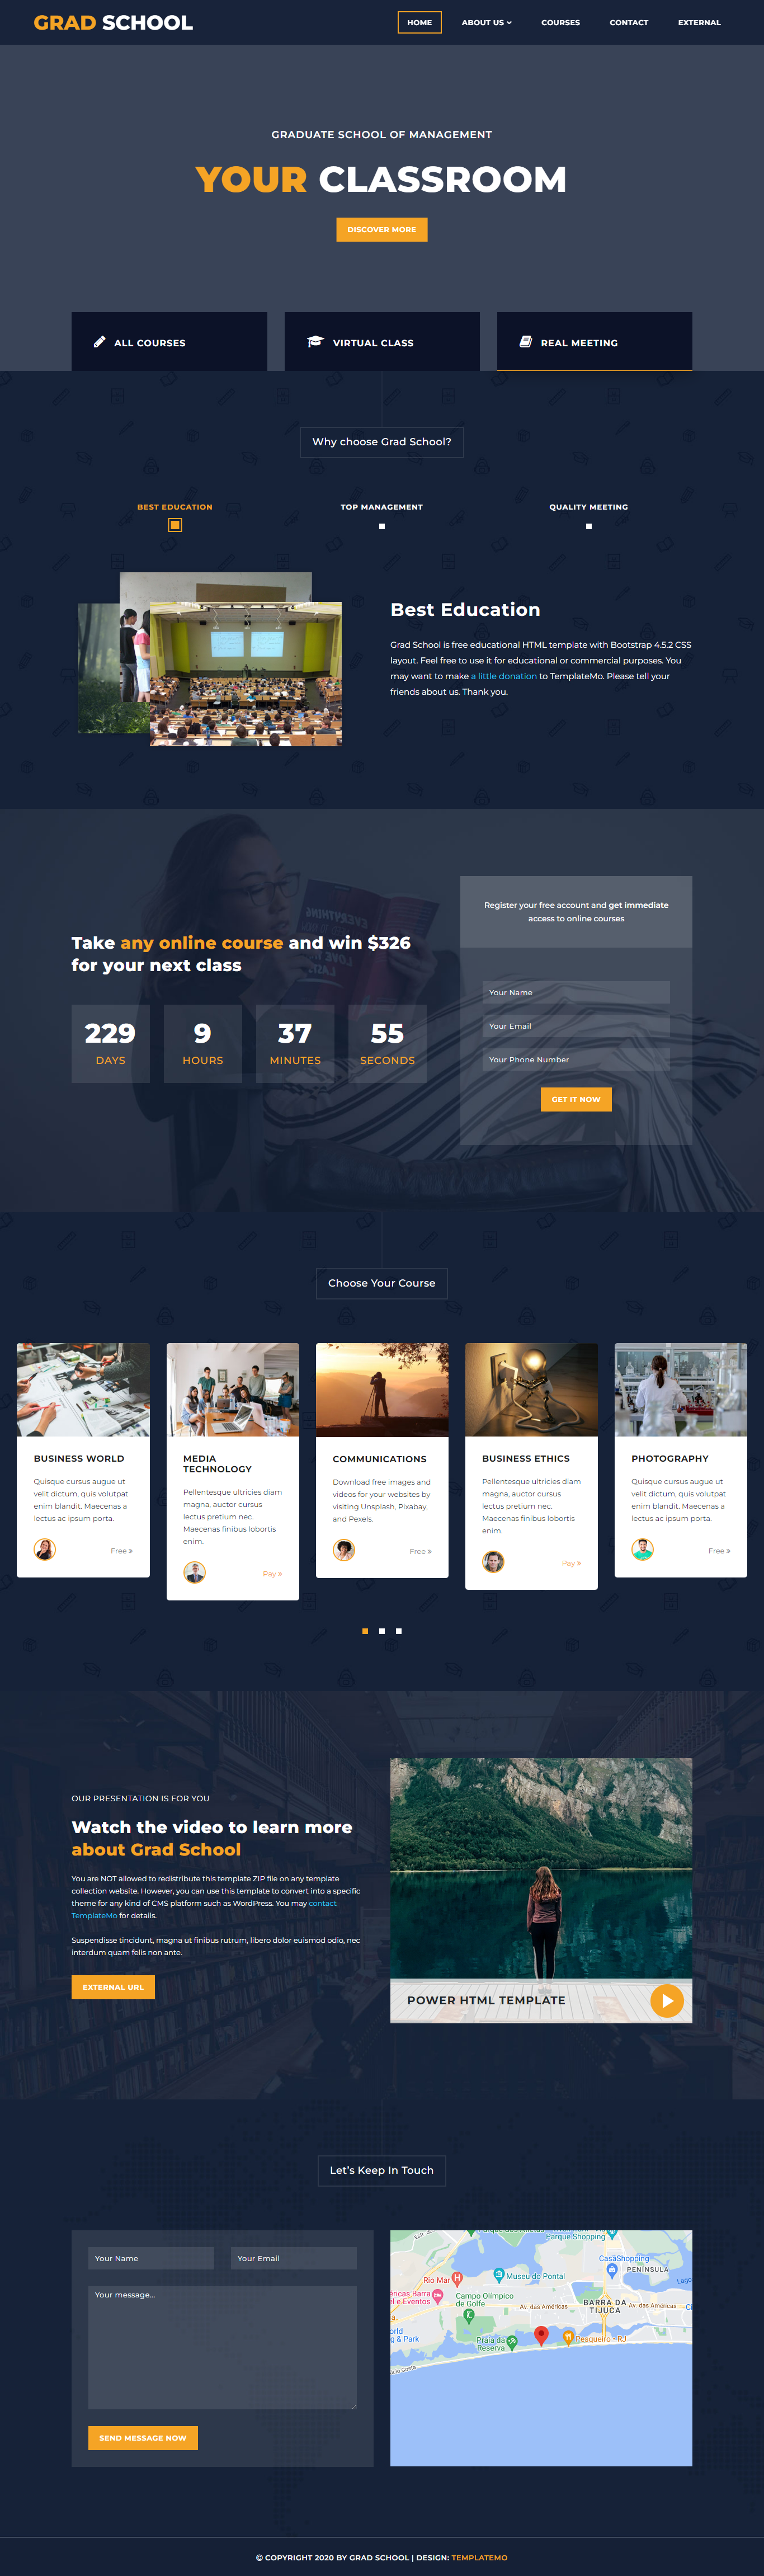 GRAD SCHOOL
HOME
ABOUT US
COURSES
CONTACT
EXTERNAL
GRADUATE SCHOOL OF MANAGEMENT
YOUR CLASSROOM
DISCOVER MORE
ALL COURSES
VIRTUAL CLASS
REAL MEETING
Why choose Grad School?
BEST EDUCATION
TOP MANAGEMENT
QUALITY MEETING
Best Education
Grad School is free educational HTML template with Bootstrap 4.5.2 CSS
layout. Feel free to use it for educational or commercial purposes. You
may want to make a little donation to TemplateMo. Please tell your
friends about us. Thank you.
Take any online course and win $326
for your next class
229
DAYS
9
HOURS
37
MINUTES
55
SECONDS
Register your free account and get immediate
access to online courses
Your Name
Your Email
Your Phone Number
GET IT NOW
Choose Your Course
BUSINESS WORLD
Quisque cursus augue ut
velit dictum, quis volutpat
enim blandit. Maecenas a
lectus ac ipsum porta.
Free »
MEDIA
TECHNOLOGY
Pellentesque ultricies diam
magna, auctor cursus
lectus pretium nec.
Maecenas finibus lobortis
enim.
Pay »
COMMUNICATIONS
Download free images and
videos for your websites by
visiting Unsplash, Pixabay,
and Pexels.
Free »
BUSINESS ETHICS
Pellentesque ultricies diam
magna, auctor cursus
lectus pretium nec.
Maecenas finibus lobortis
enim.
Pay »
PHOTOGRAPHY
Quisque cursus augue ut
velit dictum, quis volutpat
enim blandit. Maecenas a
lectus ac ipsum porta.
Free »
OUR PRESENTATION IS FOR YOU
Watch the video to learn more
about Grad School
You are NOT allowed to redistribute this template ZIP file on any template
collection website. However, you can use this template to convert into a specific
theme for any kind of CMS platform such as WordPress. You may contact
TemplateMo for details.
Suspendisse tincidunt, magna ut finibus rutrum, libero dolor euismod odio, nec
interdum quam felis non ante.
EXTERNAL URL
POWER HTML TEMPLATE
Let's Keep In Touch
Your Name
Your Email
Your message...
SEND MESSAGE NOW
Parque Shopping
CasaShopping
PENÍNSULA
Rio Mar
Museu do Pontal
Campo Olímpico
de Golfe
Av. das Américas
BARRA DA
TIJUCA
Av. das Américas
Praia da
Reserva
Pesqueiro - RJ
© COPYRIGHT 2020 BY GRAD SCHOOL | DESIGN: TEMPLATEMO